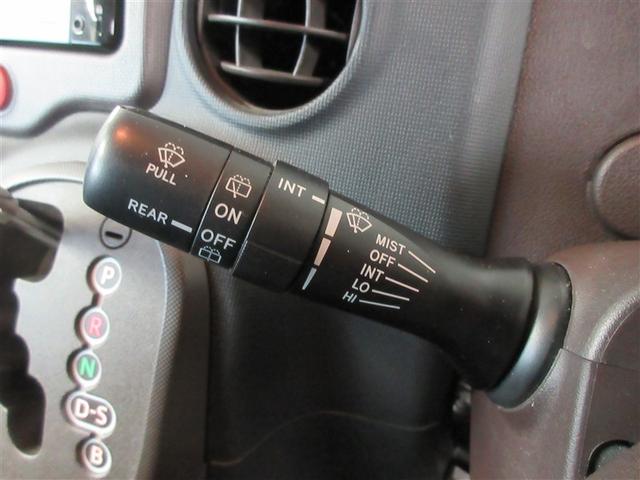 PULL
REAR
ON
OFF
INT
MIST
OFF
INT
LO
HI
P
R
N
D-S
B